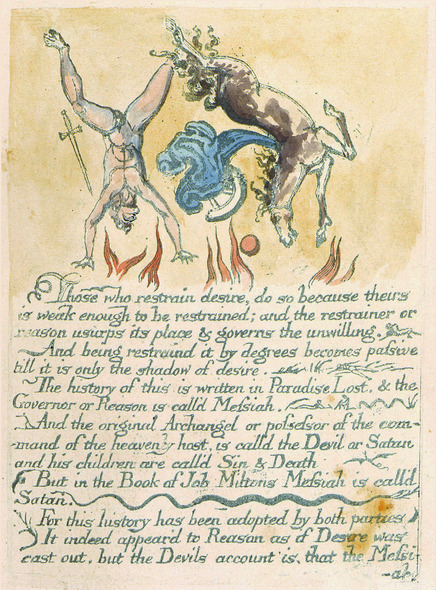 Those who restrain desire, do so because theirs
is weak enough to be restrained; and the restrainer or
reason usurps its place & governs the unwilling.
And being restraind it by degrees becomes passive
till it is only the shadow of desire.
The history of this is written in Paradise Lost, & the
Governor or Reason is call'd Messiah.
And the original Archangel or possessor of the com-
-mand of the heavenly host, is calld the Devil or Satan
and his children are call'd Sin & Death
But in the Book of Job Miltons Messiah is call'd
Satan.
For this history has been adopted by both parties
It indeed appear'd to Reason as if Desire was
cast out, but the Devils account is, that the Messi-
-ah